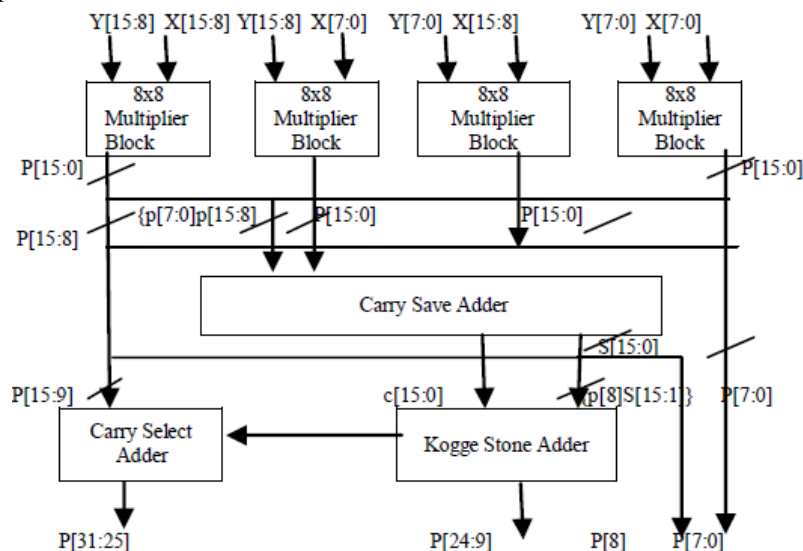 Y[15:8] X[15:8] Y[15:8] X[7:0] Y[7:0] X[15:8] Y[7:0] X[7:0]
8x8
Multiplier
Block
8x8
Multiplier
Block
8x8
Multiplier
Block
8x8
Multiplier
Block
P[15:0]
P[15:0]
{p[7:0]p[15:8]
P[15:0]
P[15:0]
P[15:8]
Carry Save Adder
S[15:0]
P[15:9]
c[15:0]
{p[8]S[15:1]}
P[7:0]
Carry Select
Adder
Kogge Stone Adder
P[31:25]
P[24:9]
P[8]
P[7:0]